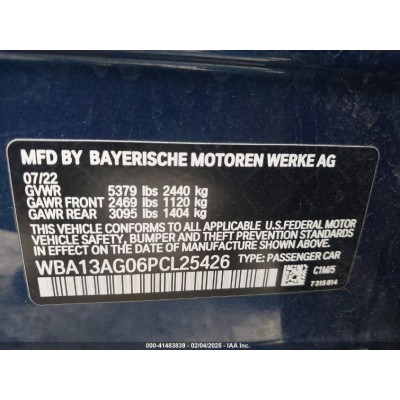 MFD BY BAYERISCHE MOTOREN WERKE AG
07/22
GVWR 5379 lbs 2440 kg
GAWR FRONT 2469 lbs 1120 kg
GAWR REAR 3095 lbs 1404 kg
THIS VEHICLE CONFORMS TO ALL APPLICABLE U.S. FEDERAL MOTOR
VEHICLE SAFETY, BUMPER, AND THEFT PREVENTION STANDARDS IN
EFFECT ON THE DATE OF MANUFACTURE SHOWN ABOVE.
WBA13AG06PCL25426 TYPE: PASSENGER CAR
C1M/5
7315614
000-41483839 - 02/04/2025 - IAA Inc.